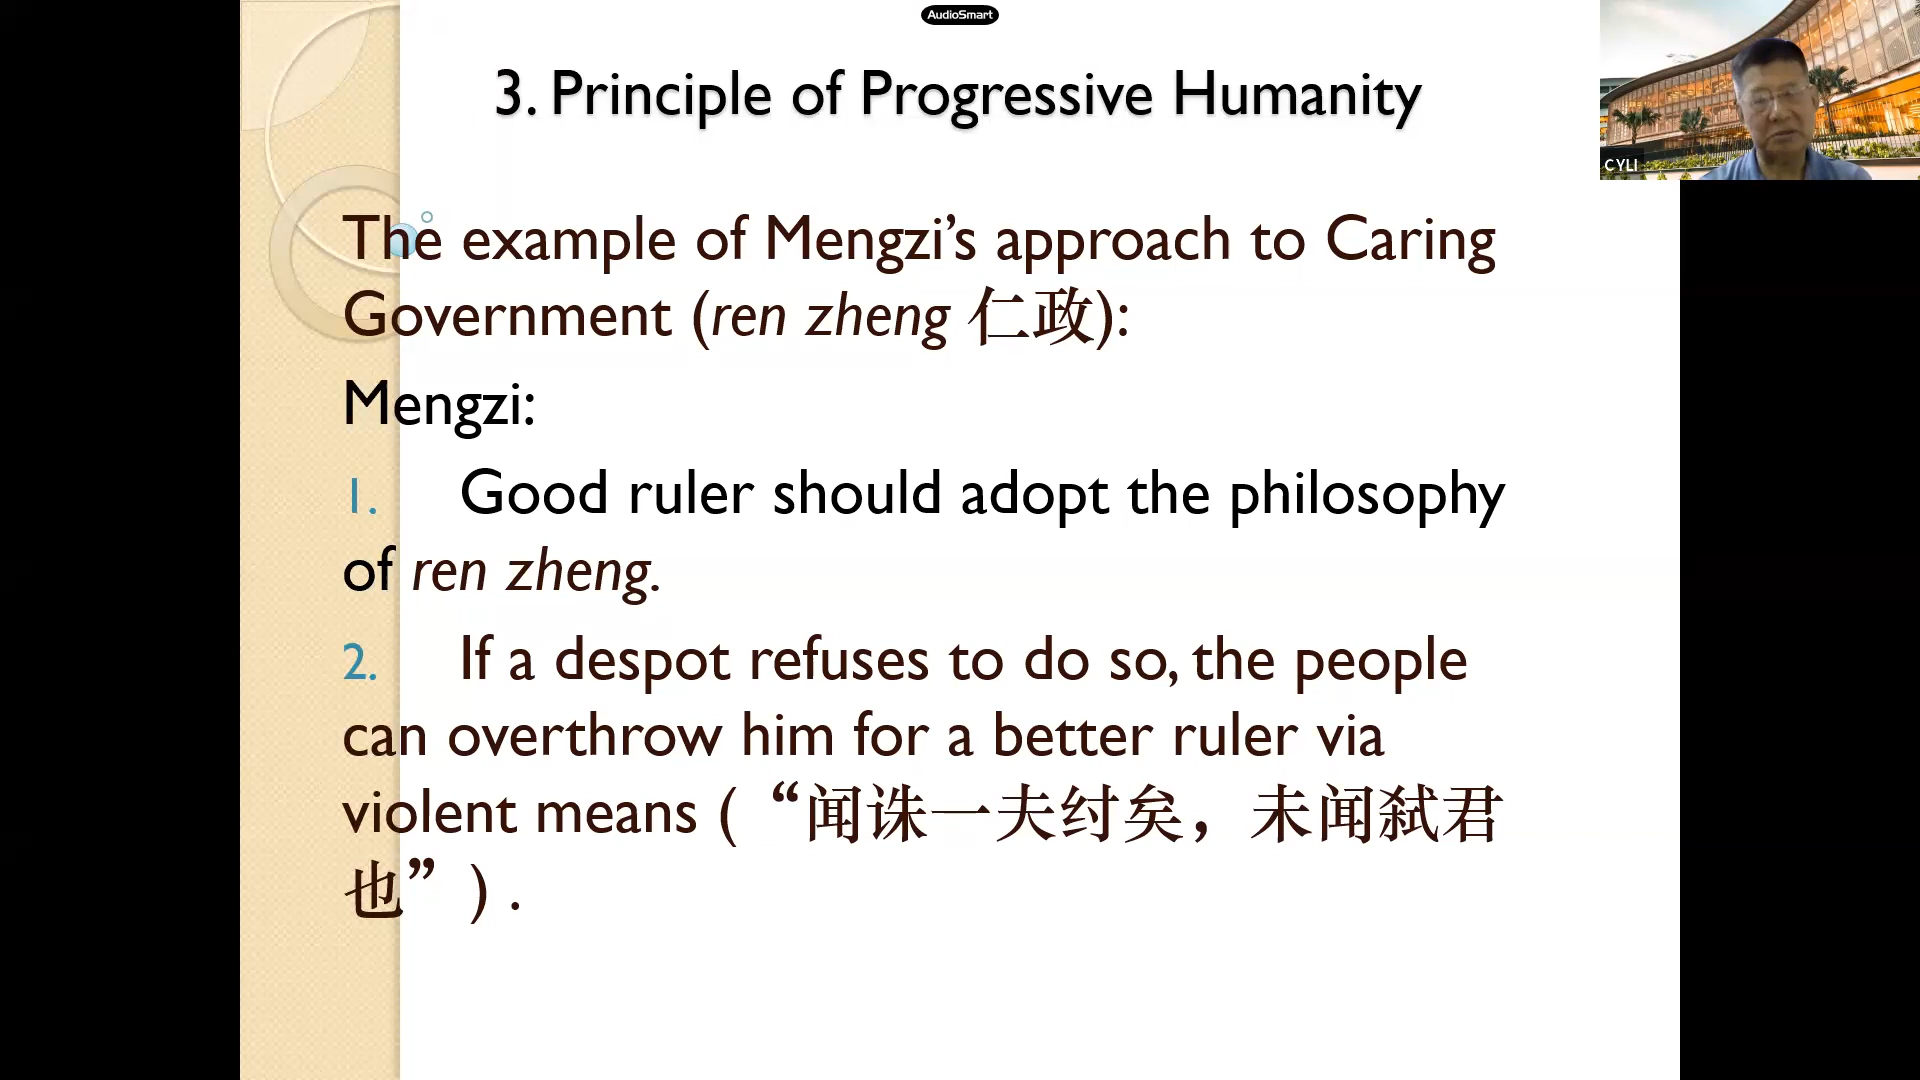 AudioSmart
3. Principle of Progressive Humanity
CYLI
The example of Mengzi’s approach to Caring
Government (ren zheng 仁政):
Mengzi:
1. Good ruler should adopt the philosophy
of ren zheng.
2. If a despot refuses to do so, the people
can overthrow him for a better ruler via
violent means (“闻诛一夫纣矣，未闻弑君
也”) .